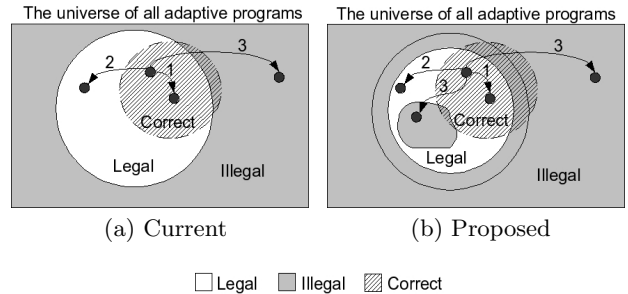 The universe of all adaptive programs
3
2
1
Correct
Legal
Illegal
(a) Current
The universe of all adaptive programs
3
2
1
3
Correct
Legal
Illegal
(b) Proposed
Legal Illegal Correct